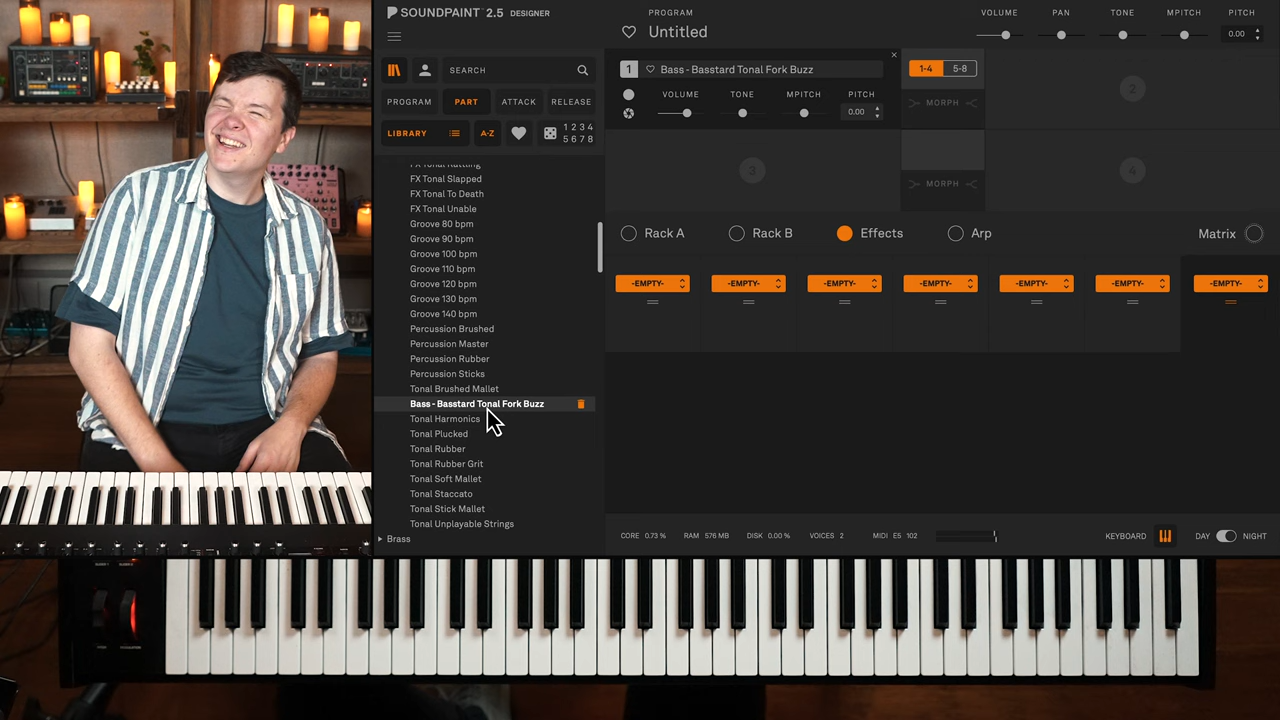 SOUNDPAINT 2.5 DESIGNER
PROGRAM
Untitled
VOLUME PAN TONE MPITCH PITCH
0.00
SEARCH
PROGRAM PART ATTACK RELEASE
LIBRARY A-Z 1 2 3 4
5 6 7 8
FX Tonal Rattling
FX Tonal Slapped
FX Tonal To Death
FX Tonal Unable
Groove 80 bpm
Groove 90 bpm
Groove 100 bpm
Groove 110 bpm
Groove 120 bpm
Groove 130 bpm
Groove 140 bpm
Percussion Brushed
Percussion Master
Percussion Rubber
Percussion Sticks
Tonal Brushed Mallet
Bass - Basstard Tonal Fork Buzz
Tonal Harmonics
Tonal Plucked
Tonal Rubber
Tonal Rubber Grit
Tonal Soft Mallet
Tonal Staccato
Tonal Stick Mallet
Tonal Unplayable Strings
Brass
1 Bass - Basstard Tonal Fork Buzz
VOLUME TONE MPITCH PITCH
0.00
1-4 5-8
MORPH
2
3
MORPH
4
Rack A Rack B Effects Arp Matrix
-EMPTY- -EMPTY- -EMPTY- -EMPTY- -EMPTY- -EMPTY- -EMPTY-
CORE 0.73 % RAM 576 MB DISK 0.00 % VOICES 2 MIDI E5 102 KEYBOARD DAY NIGHT